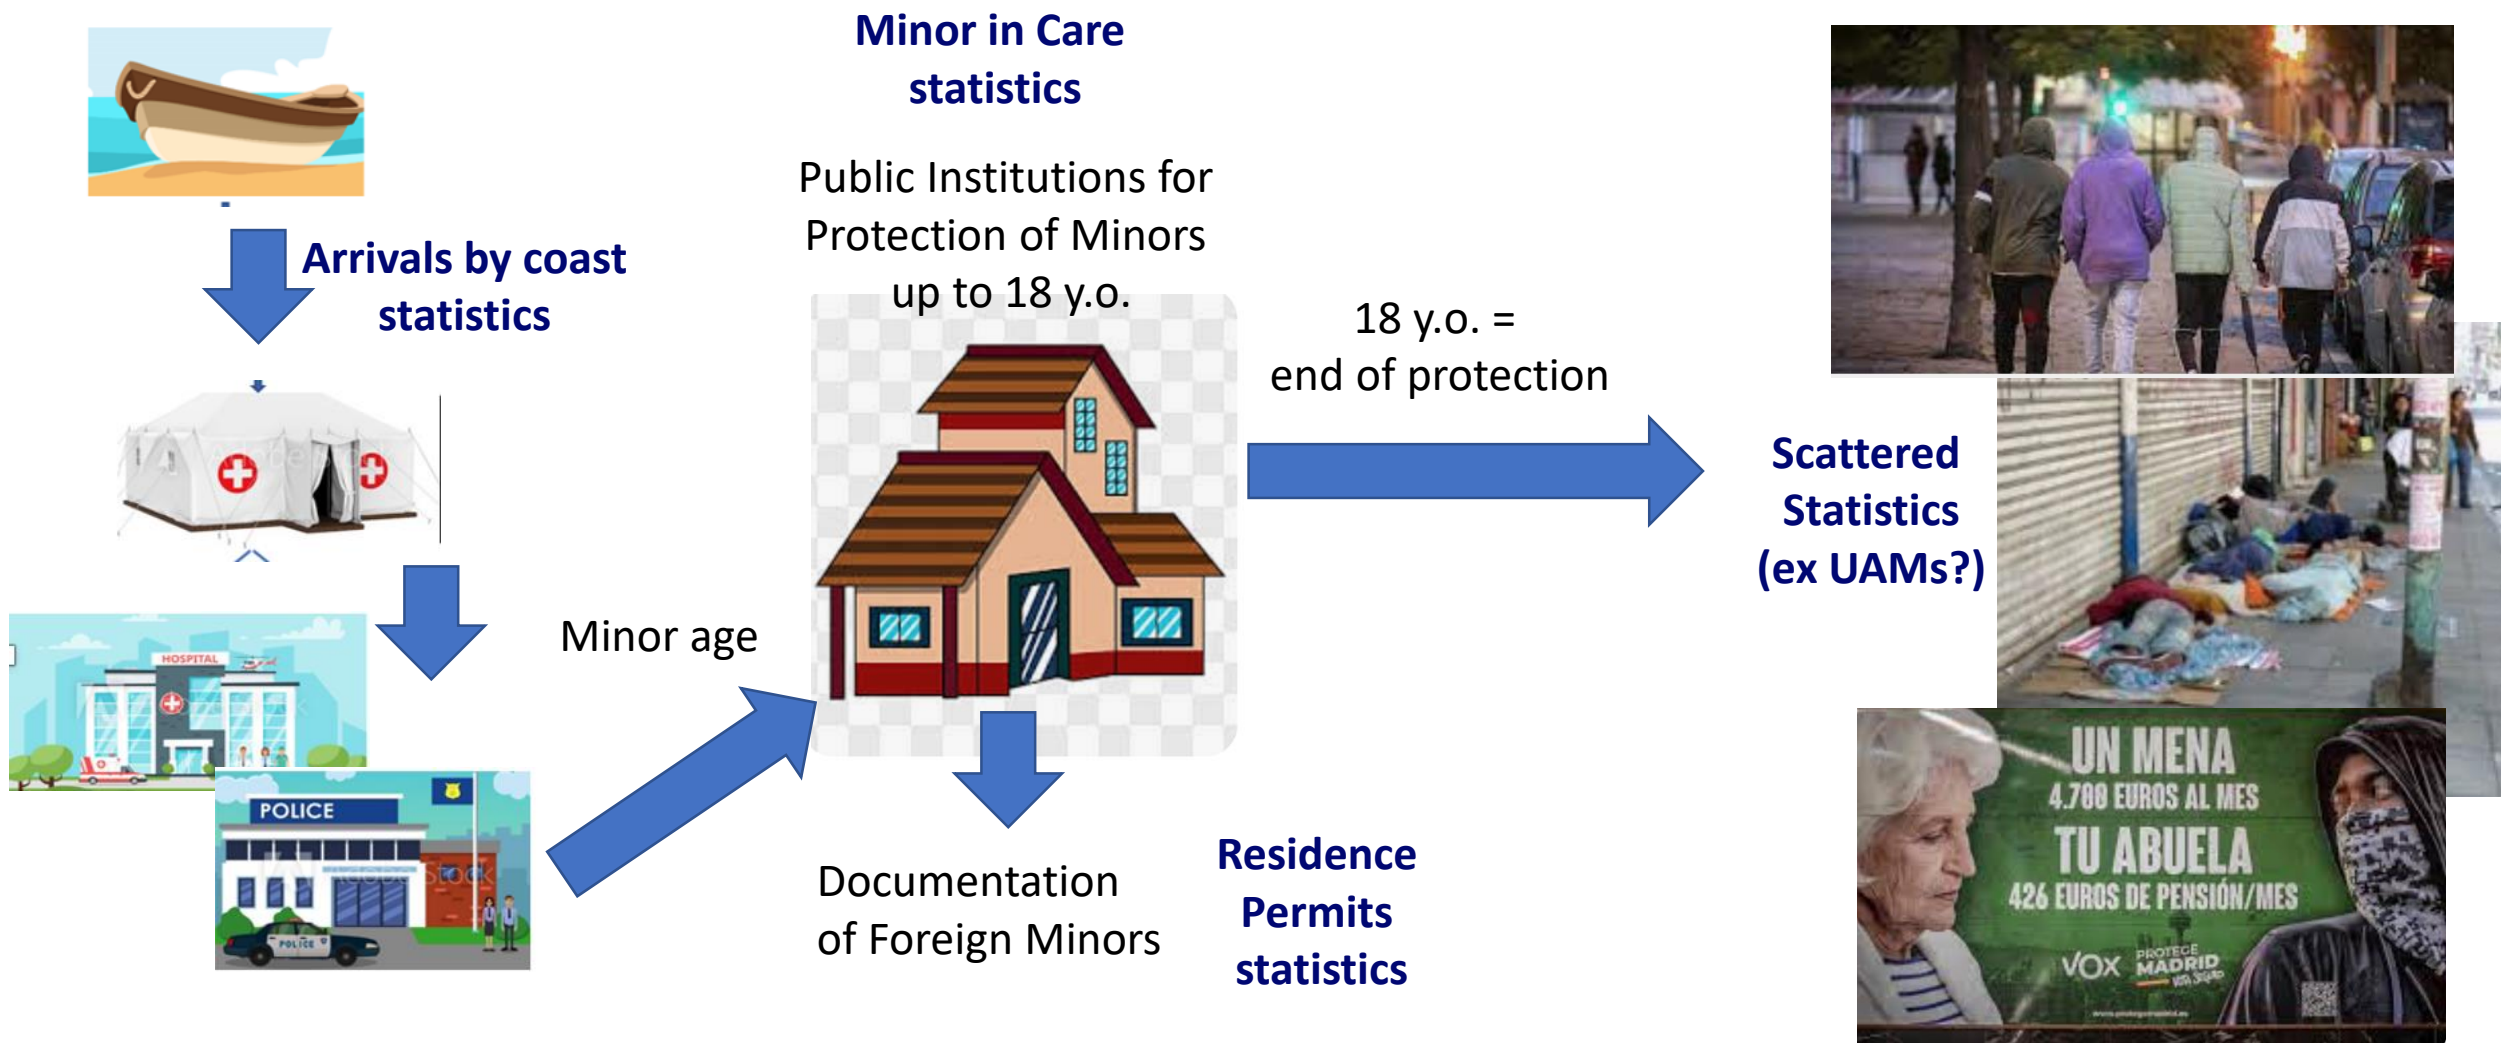 Minor in Care
statistics
Public Institutions for
Protection of Minors
up to 18 y.o.
Arrivals by coast
statistics
18 y.o. =
end of protection
Scattered
Statistics
(ex UAMs?)
Minor age
HOSPITAL
POLICE
POLICE
Documentation
of Foreign Minors
Residence
Permits
statistics
UN MENA
4.700 EUROS AL MES
TU ABUELA
426 EUROS DE PENSIÓN/MES
VOX
PROTEGE
MADRID